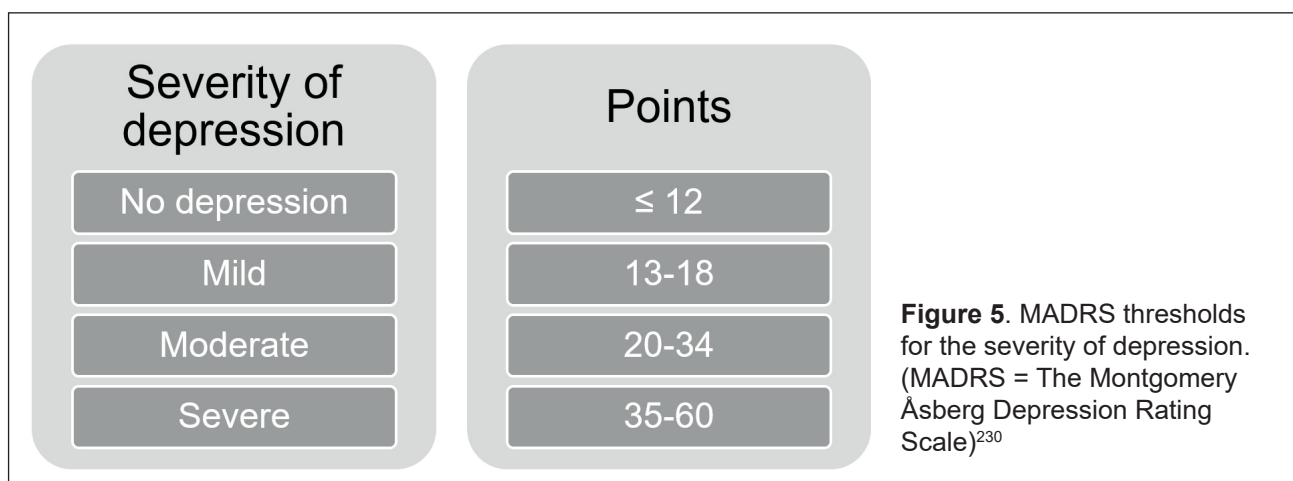 Severity of
depression
No depression
Mild
Moderate
Severe
Points
≤ 12
13-18
20-34
35-60
Figure 5. MADRS thresholds
for the severity of depression.
(MADRS = The Montgomery
Åsberg Depression Rating
Scale)230